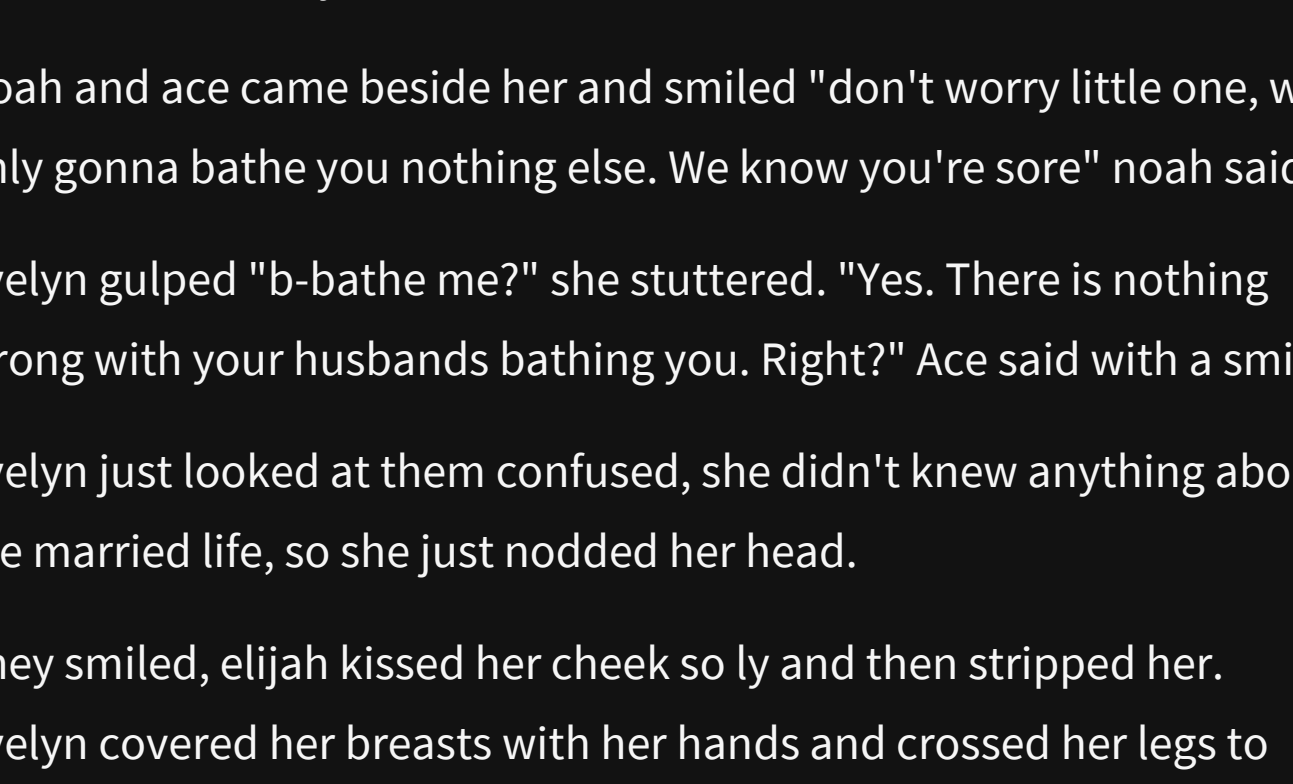 oah and ace came beside her and smiled "don't worry little one, w
nly gonna bathe you nothing else. We know you're sore" noah said
velyn gulped "b-bathe me?" she stuttered. "Yes. There is nothing
rong with your husbands bathing you. Right?" Ace said with a smi
velyn just looked at them confused, she didn't knew anything abo
e married life, so she just nodded her head.
hey smiled, elijah kissed her cheek so ly and then stripped her.
velyn covered her breasts with her hands and crossed her legs to